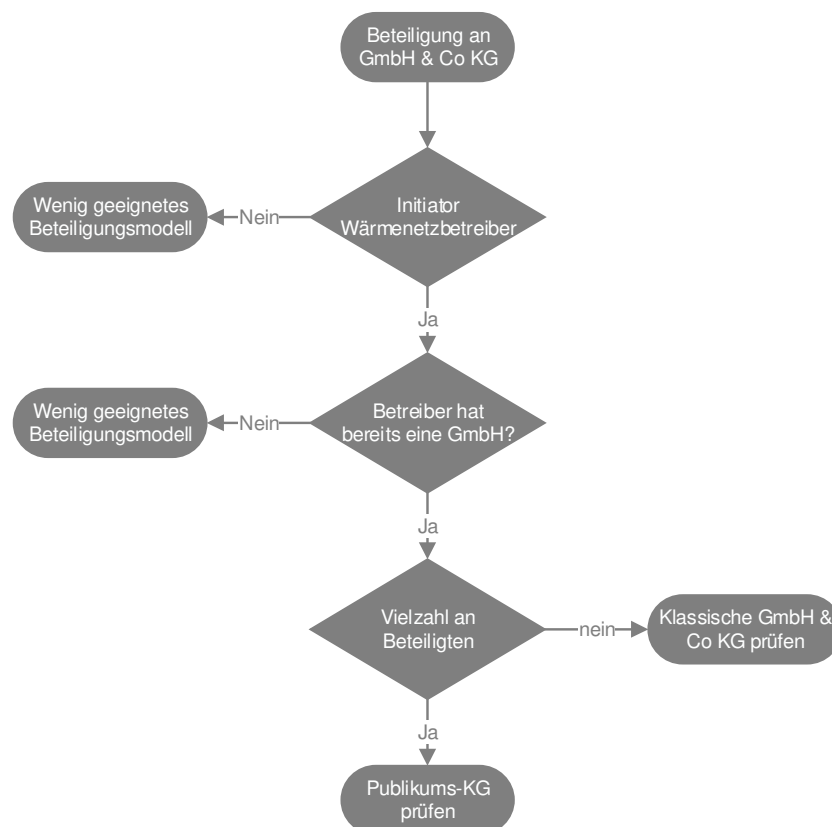 Beteiligung an
GmbH & Co KG
Initiator
Wärmenetzbetreiber
Nein
Wenig geeignetes
Beteiligungsmodell
Ja
Betreiber hat
bereits eine GmbH?
Nein
Wenig geeignetes
Beteiligungsmodell
Ja
Vielzahl an
Beteiligten
nein
Klassische GmbH &
Co KG prüfen
Ja
Publikums-KG
prüfen